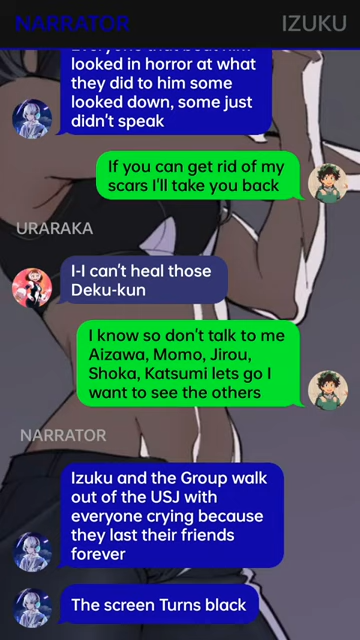 NARRATOR
IZUKU
Everyone that beat him
looked in horror at what
they did to him some
looked down, some just
didn't speak
If you can get rid of my
scars I'll take you back
URARAKA
I-I can't heal those
Deku-kun
I know so don't talk to me
Aizawa, Momo, Jirou,
Shoka, Katsumi lets go I
want to see the others
NARRATOR
Izuku and the Group walk
out of the USJ with
everyone crying because
they last their friends
forever
The screen Turns black